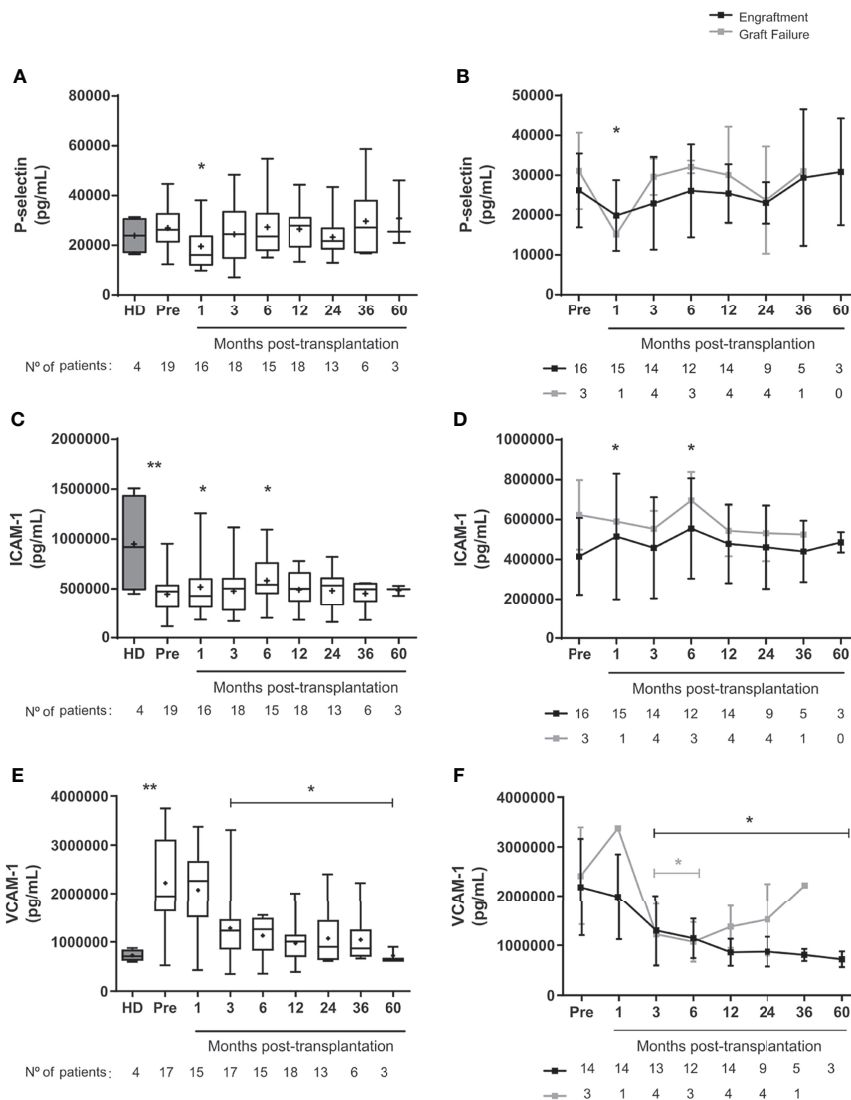 Engraftment
Graft Failure
A
P-selectin
(pg/mL)
80000
60000
40000
20000
0
*
HD Pre 1 3 6 12 24 36 60
Months post-transplantation
Nº of patients: 4 19 16 18 15 18 13 6 3
B
P-selectin
(pg/mL)
50000
40000
30000
20000
10000
0
*
Pre 1 3 6 12 24 36 60
Months post-transplantation
16 15 14 12 14 9 5 3
3 1 4 3 4 4 1 0
C
ICAM-1
(pg/mL)
2000000
1500000
1000000
500000
0
** * *
HD Pre 1 3 6 12 24 36 60
Months post-transplantation
Nº of patients: 4 19 16 18 15 18 13 6 3
D
ICAM-1
(pg/mL)
1000000
800000
600000
400000
200000
0
* *
Pre 1 3 6 12 24 36 60
Months post-transplantation
16 15 14 12 14 9 5 3
3 1 4 3 4 4 1 0
E
VCAM-1
(pg/mL)
4000000
3000000
2000000
1000000
0
** *
HD Pre 1 3 6 12 24 36 60
Months post-transplantation
Nº of patients: 4 17 15 17 15 18 13 6 3
F
VCAM-1
(pg/mL)
4000000
3000000
2000000
1000000
0
* *
Pre 1 3 6 12 24 36 60
Months post-transplantation
14 14 13 12 14 9 5 3
3 1 4 3 4 4 1